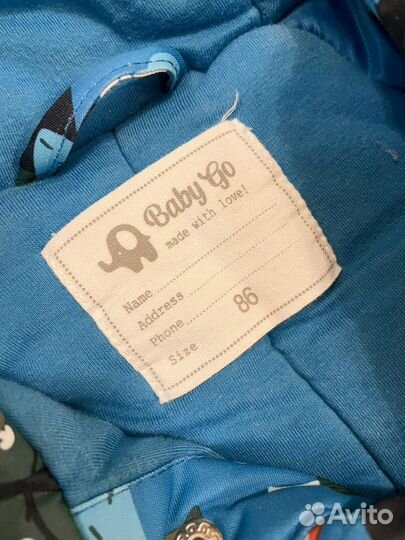 Baby Go
made with love!
Name
Address
Phone
Size 86
Avito